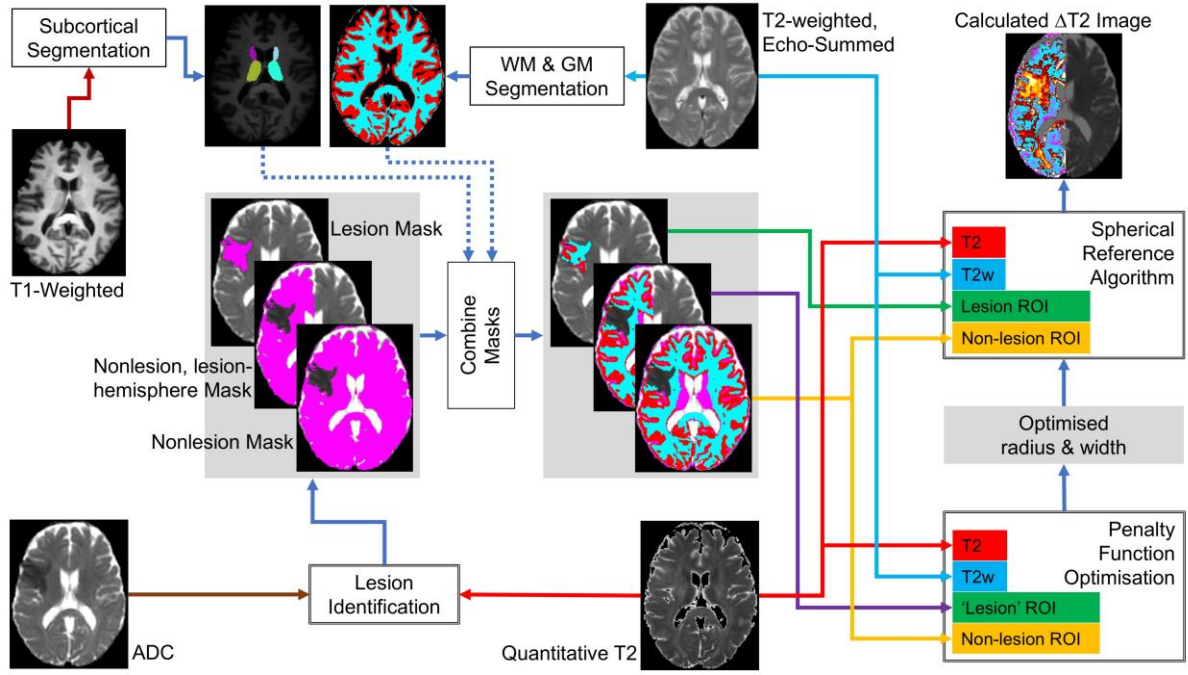 Subcortical
Segmentation
T1-Weighted
WM & GM
Segmentation
T2-weighted,
Echo-Summed
Calculated ΔT2 Image
Lesion Mask
Nonlesion, lesion-
hemisphere Mask
Nonlesion Mask
Combine
Masks
Spherical
Reference
Algorithm
T2
T2w
Lesion ROI
Non-lesion ROI
Optimised
radius & width
Penalty
Function
Optimisation
T2
T2w
‘Lesion’ ROI
Non-lesion ROI
Lesion
Identification
ADC
Quantitative T2